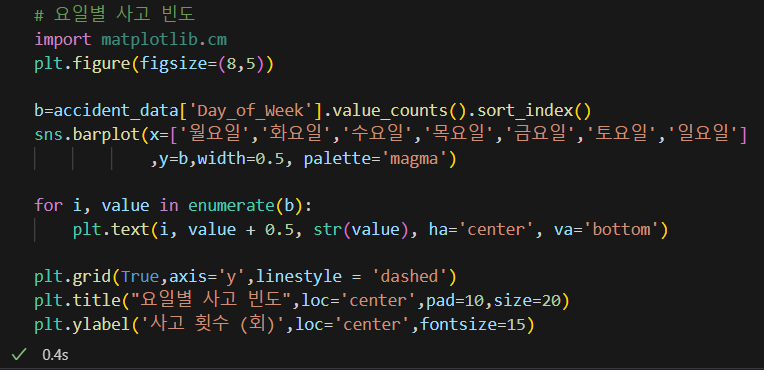 # 요일별 사고 빈도
import matplotlib.cm
plt.figure(figsize=(8,5))
b=accident_data['Day_of_Week'].value_counts().sort_index()
sns.barplot(x=['월요일','화요일','수요일','목요일','금요일','토요일','일요일']
,y=b,width=0.5, palette='magma')
for i, value in enumerate(b):
plt.text(i, value + 0.5, str(value), ha='center', va='bottom')
plt.grid(True,axis='y',linestyle = 'dashed')
plt.title("요일별 사고 빈도",loc='center',pad=10,size=20)
plt.ylabel('사고 횟수 (회)',loc='center',fontsize=15)
0.4s